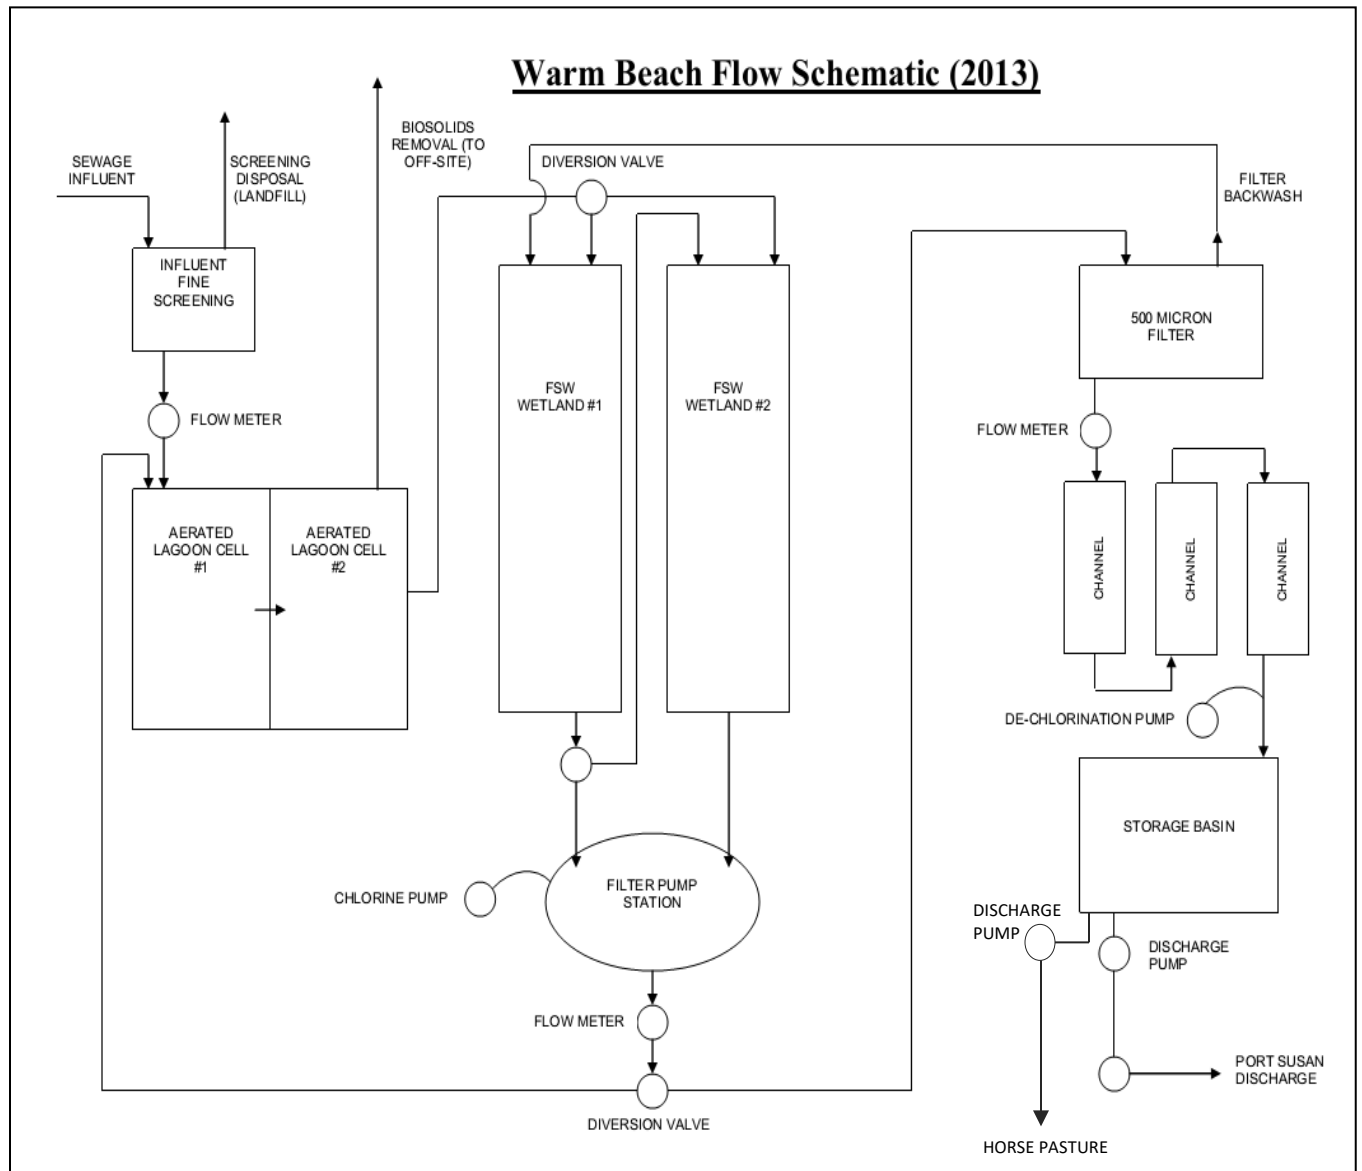 Warm Beach Flow Schematic (2013)
SEWAGE
INFLUENT
SCREENING
DISPOSAL
(LANDFILL)
BIOSOLIDS
REMOVAL (TO
OFF-SITE)
DIVERSION VALVE
FILTER
BACKWASH
INFLUENT
FINE
SCREENING
500 MICRON
FILTER
FLOW METER
FSW
WETLAND #1
FSW
WETLAND #2
FLOW METER
AERATED
LAGOON CELL
#1
AERATED
LAGOON CELL
#2
CHANNEL
CHANNEL
CHANNEL
DE-CHLORINATION PUMP
STORAGE BASIN
CHLORINE PUMP
FILTER PUMP
STATION
DISCHARGE
PUMP
DISCHARGE
PUMP
FLOW METER
PORT SUSAN
DISCHARGE
DIVERSION VALVE
HORSE PASTURE